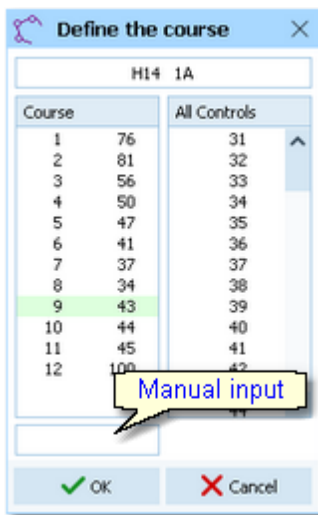 Define the course
H14 1A
Course
All Controls
1 76 31
2 81 32
3 56 33
4 50 34
5 47 35
6 41 36
7 37 37
8 34 38
9 43 39
10 44 40
11 45 41
12 100 42
Manual input
44
OK
Cancel